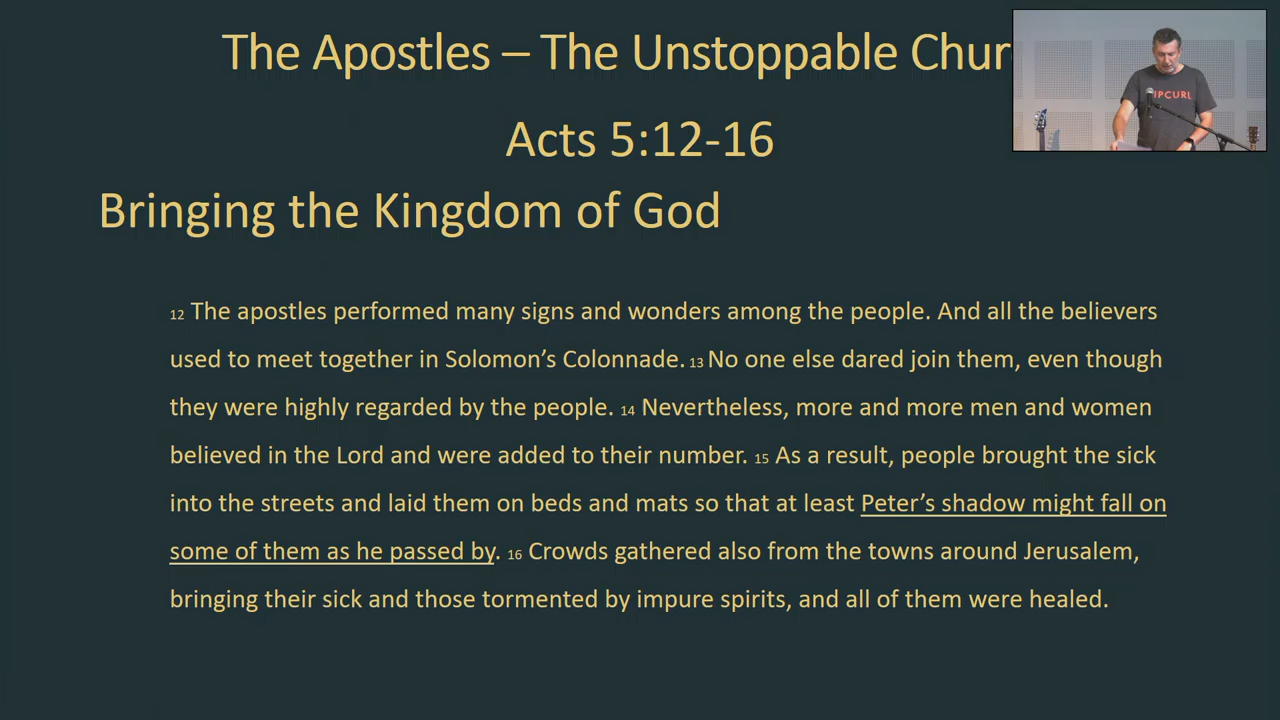 The Apostles – The Unstoppable Chur
Acts 5:12-16
Bringing the Kingdom of God
12 The apostles performed many signs and wonders among the people. And all the believers
used to meet together in Solomon’s Colonnade. 13 No one else dared join them, even though
they were highly regarded by the people. 14 Nevertheless, more and more men and women
believed in the Lord and were added to their number. 15 As a result, people brought the sick
into the streets and laid them on beds and mats so that at least Peter’s shadow might fall on
some of them as he passed by. 16 Crowds gathered also from the towns around Jerusalem,
bringing their sick and those tormented by impure spirits, and all of them were healed.
IPCURL